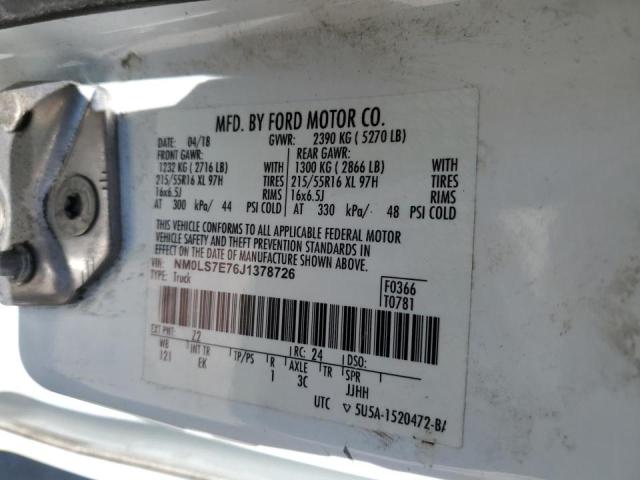 MFD. BY FORD MOTOR CO.
DATE: 04/18 GVWR: 2390 KG ( 5270 LB)
FRONT GAWR: REAR GAWR:
1232 KG ( 2716 LB) WITH 1300 KG ( 2866 LB) WITH
215/55R16 XL 97H TIRES 215/55R16 XL 97H TIRES
16x6.5J RIMS 16x6.5J RIMS
AT 300 kPa/ 44 PSI COLD AT 330 kPa/ 48 PSI COLD
THIS VEHICLE CONFORMS TO ALL APPLICABLE FEDERAL MOTOR
VEHICLE SAFETY AND THEFT PREVENTION STANDARDS IN
EFFECT ON THE DATE OF MANUFACTURE SHOWN ABOVE.
VIN: NM0LS7E76J1378726
TYPE: Truck
F0366
T0781
EXT PNT: 72 RC: 24 DSO:
WB INT TR TP/PS R AXLE TR SPR
121 EK 1 3C JJHH
UTC ▽ 5U5A-1520472-BA